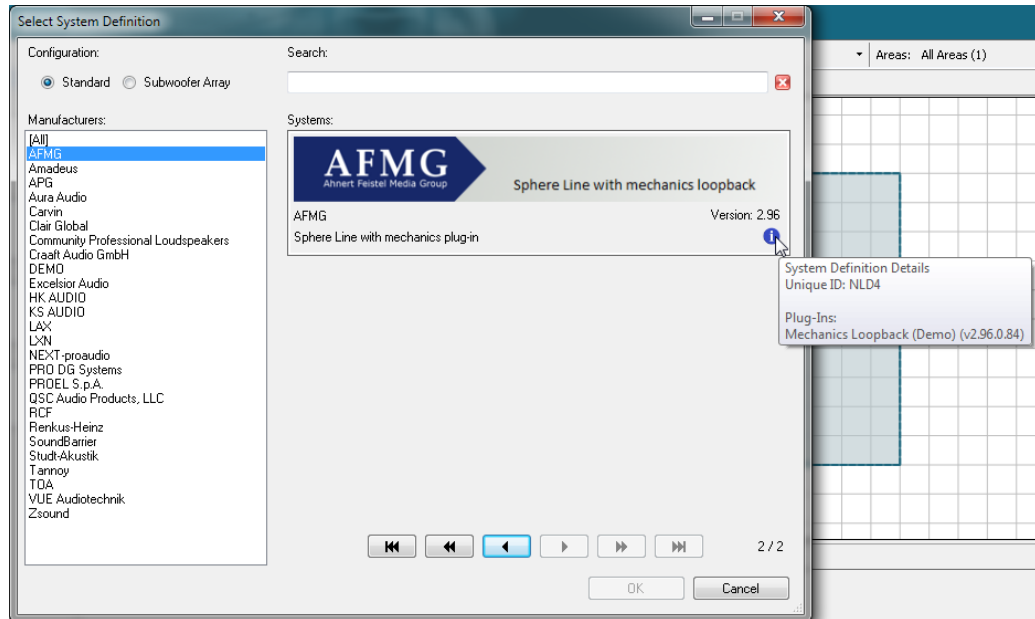 Select System Definition
Configuration:
Standard
Subwoofer Array
Search:
Areas: All Areas (1)
Manufacturers:
[All]
AFMG
Amadeus
APG
Aura Audio
Carvin
Clair Global
Community Professional Loudspeakers
Craaft Audio GmbH
DEMO
Excelsior Audio
HK AUDIO
KS AUDIO
LAX
LXN
NEXT-proaudio
PRO DG Systems
PROEL S.p.A.
QSC Audio Products, LLC
RCF
Renkus-Heinz
SoundBarrier
Studt-Akustik
Tannoy
TOA
VUE Audiotechnik
Zsound
Systems:
AFMG
Ahnert Feistel Media Group
Sphere Line with mechanics loopback
AFMG
Version: 2.96
Sphere Line with mechanics plug-in
System Definition Details
Unique ID: NLD4
Plug-Ins:
Mechanics Loopback (Demo) (v2.96.0.84)
2 / 2
OK
Cancel